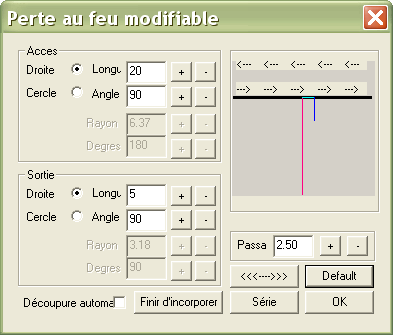 Perte au feu modifiable
Acces
Droite Longu 20 + -
Cercle Angle 90 + -
Rayon 6.37 + -
Degres 180 + -
Sortie
Droite Longu 5 + -
Cercle Angle 90 + -
Rayon 3.18 + -
Degres 90 + -
Découpure automa
Finir d'incorporer
<--- <--- <--- <--- <---
---> ---> ---> ---> --->
Passa 2.50 + -
<<<---->>> Default
Série OK